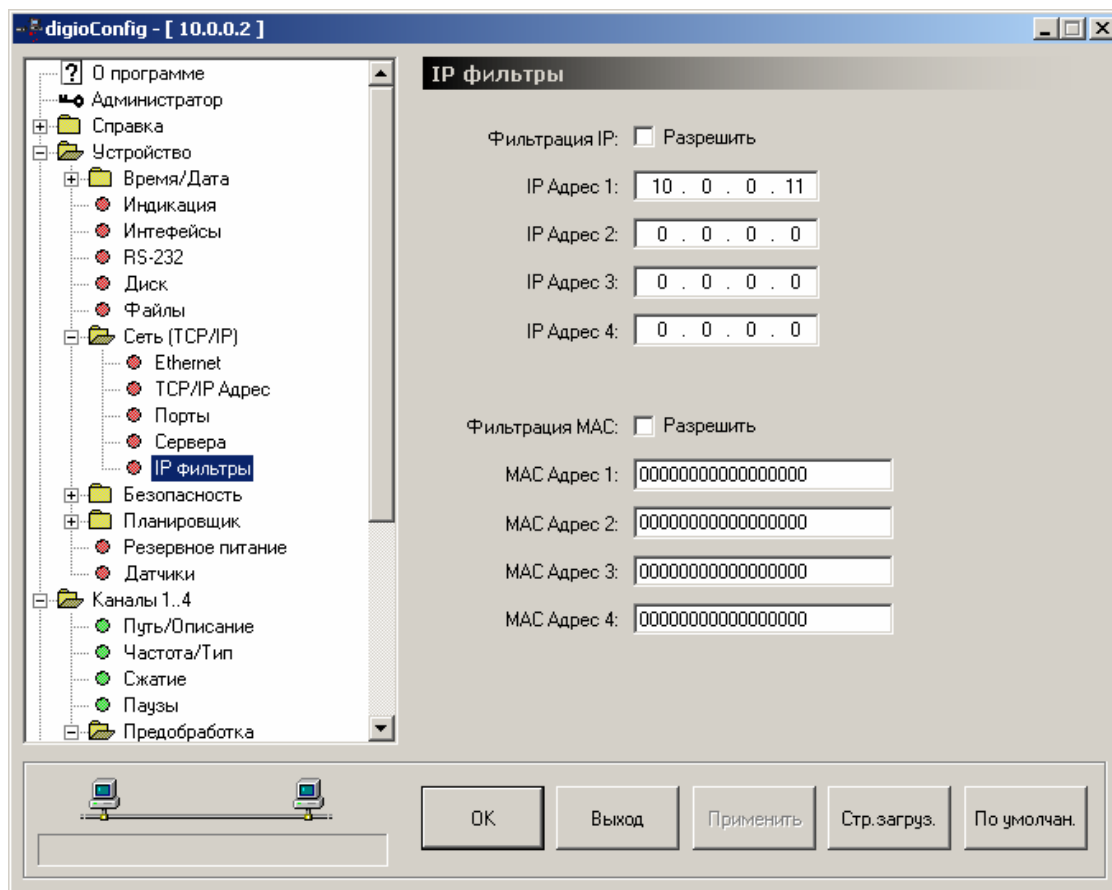 digioConfig - [ 10.0.0.2 ]
? О программе
Администратор
Справка
Устройство
Время/Дата
Индикация
Интефейсы
RS-232
Диск
Файлы
Сеть (TCP/IP)
Ethernet
TCP/IP Адрес
Порты
Сервера
IP фильтры
Безопасность
Планировщик
Резервное питание
Датчики
Каналы 1..4
Путь/Описание
Частота/Тип
Сжатие
Паузы
Предобработка
IP фильтры
Фильтрация IP: Разрешить
IP Адрес 1: 10 . 0 . 0 . 11
IP Адрес 2: 0 . 0 . 0 . 0
IP Адрес 3: 0 . 0 . 0 . 0
IP Адрес 4: 0 . 0 . 0 . 0
Фильтрация MAC: Разрешить
MAC Адрес 1: 00000000000000000
MAC Адрес 2: 00000000000000000
MAC Адрес 3: 00000000000000000
MAC Адрес 4: 00000000000000000
OK Выход Применить Стр.загруз. По умолчан.